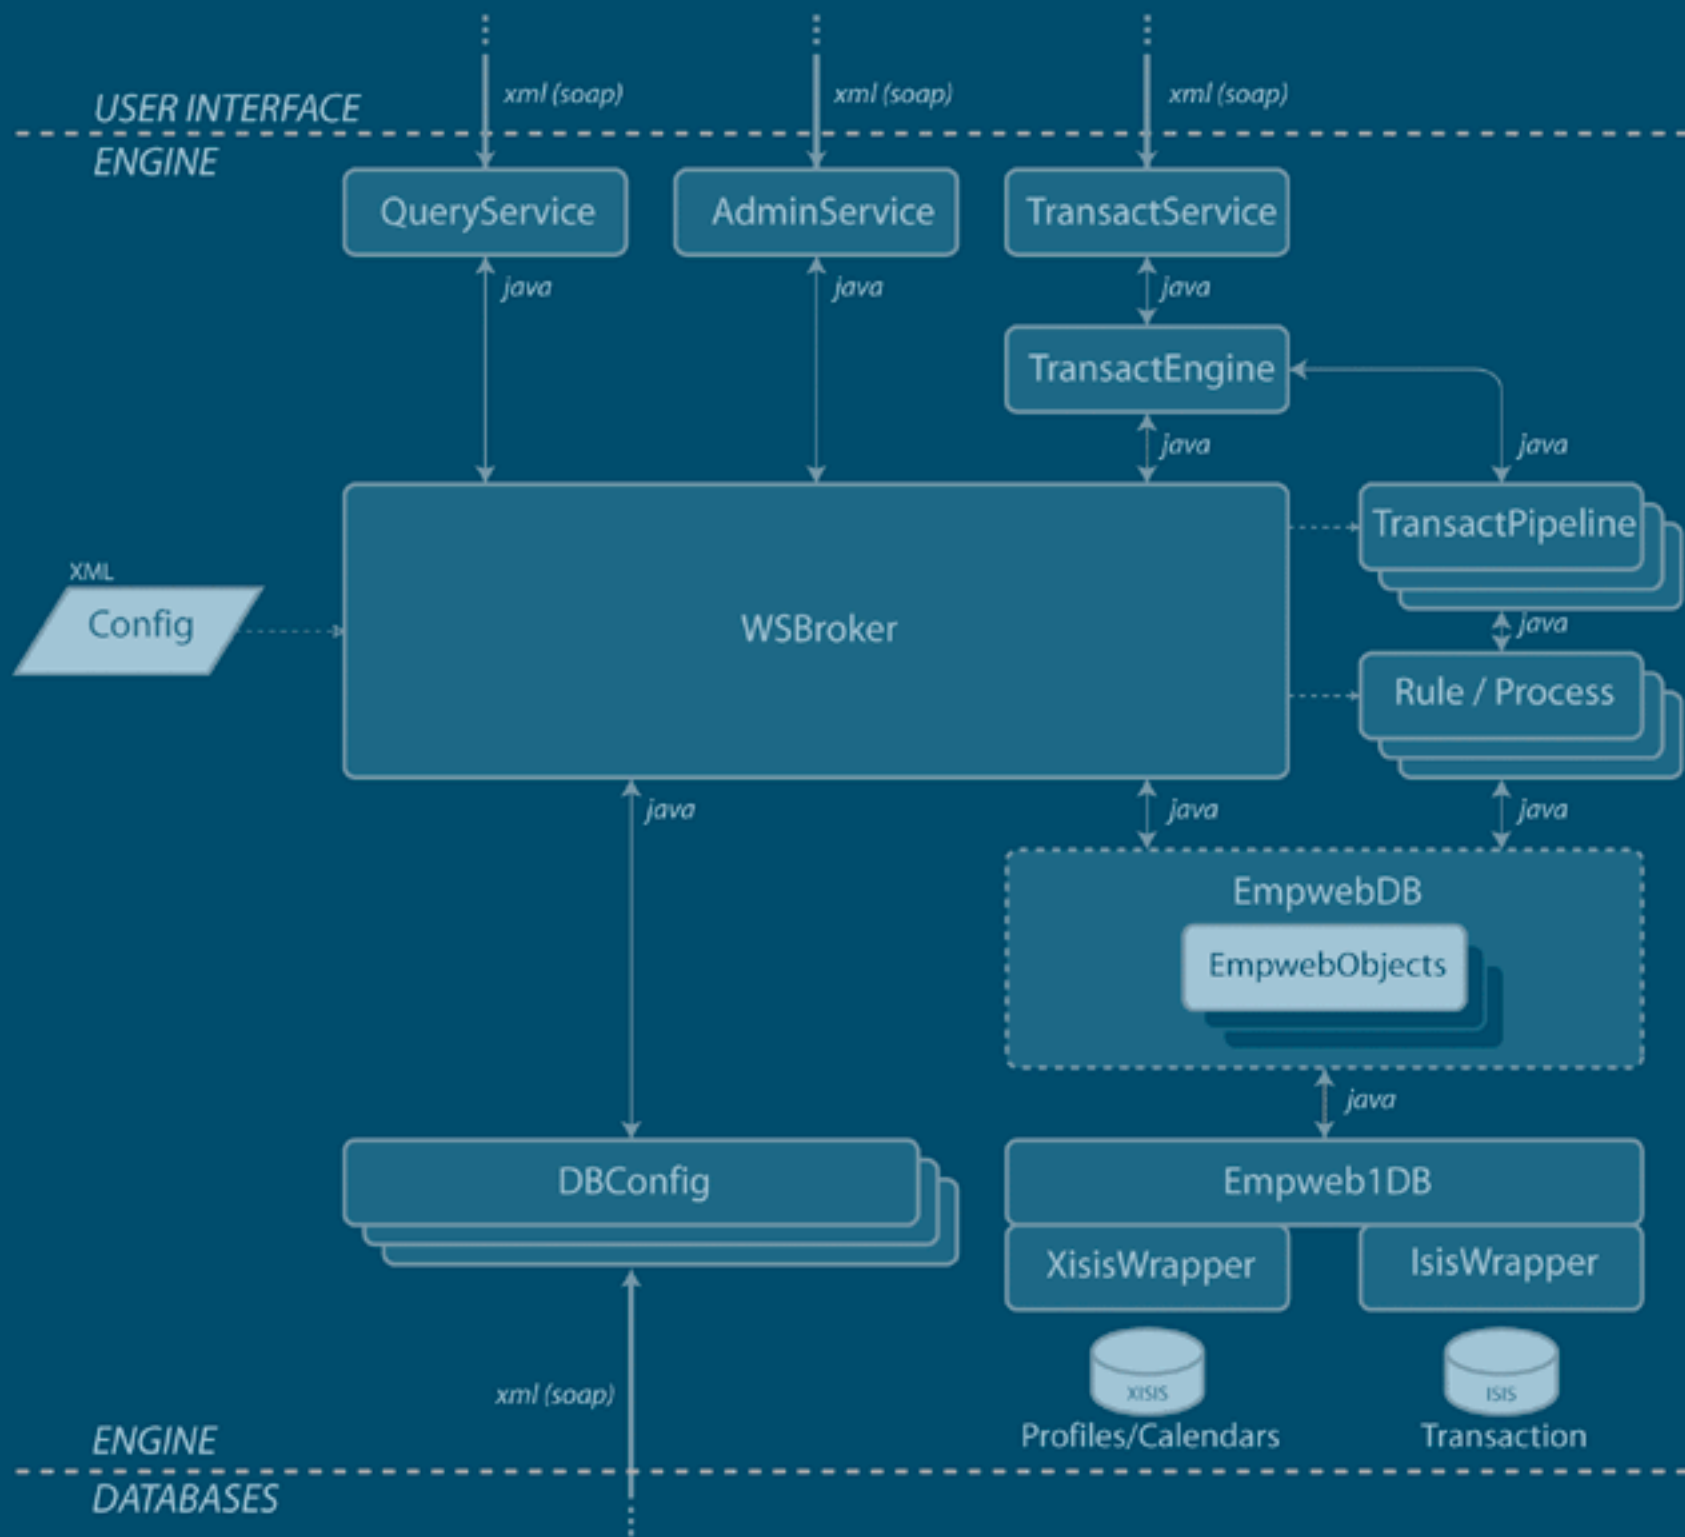 xml (soap)
xml (soap)
xml (soap)
USER INTERFACE
ENGINE
QueryService
AdminService
TransactService
java
java
java
TransactEngine
java
java
TransactPipeline
XML
Config
WSBroker
java
Rule / Process
java
java
java
EmpwebDB
EmpwebObjects
java
DBConfig
Empweb1DB
XisisWrapper
IsisWrapper
XISIS
ISIS
xml (soap)
Profiles/Calendars
Transaction
ENGINE
DATABASES